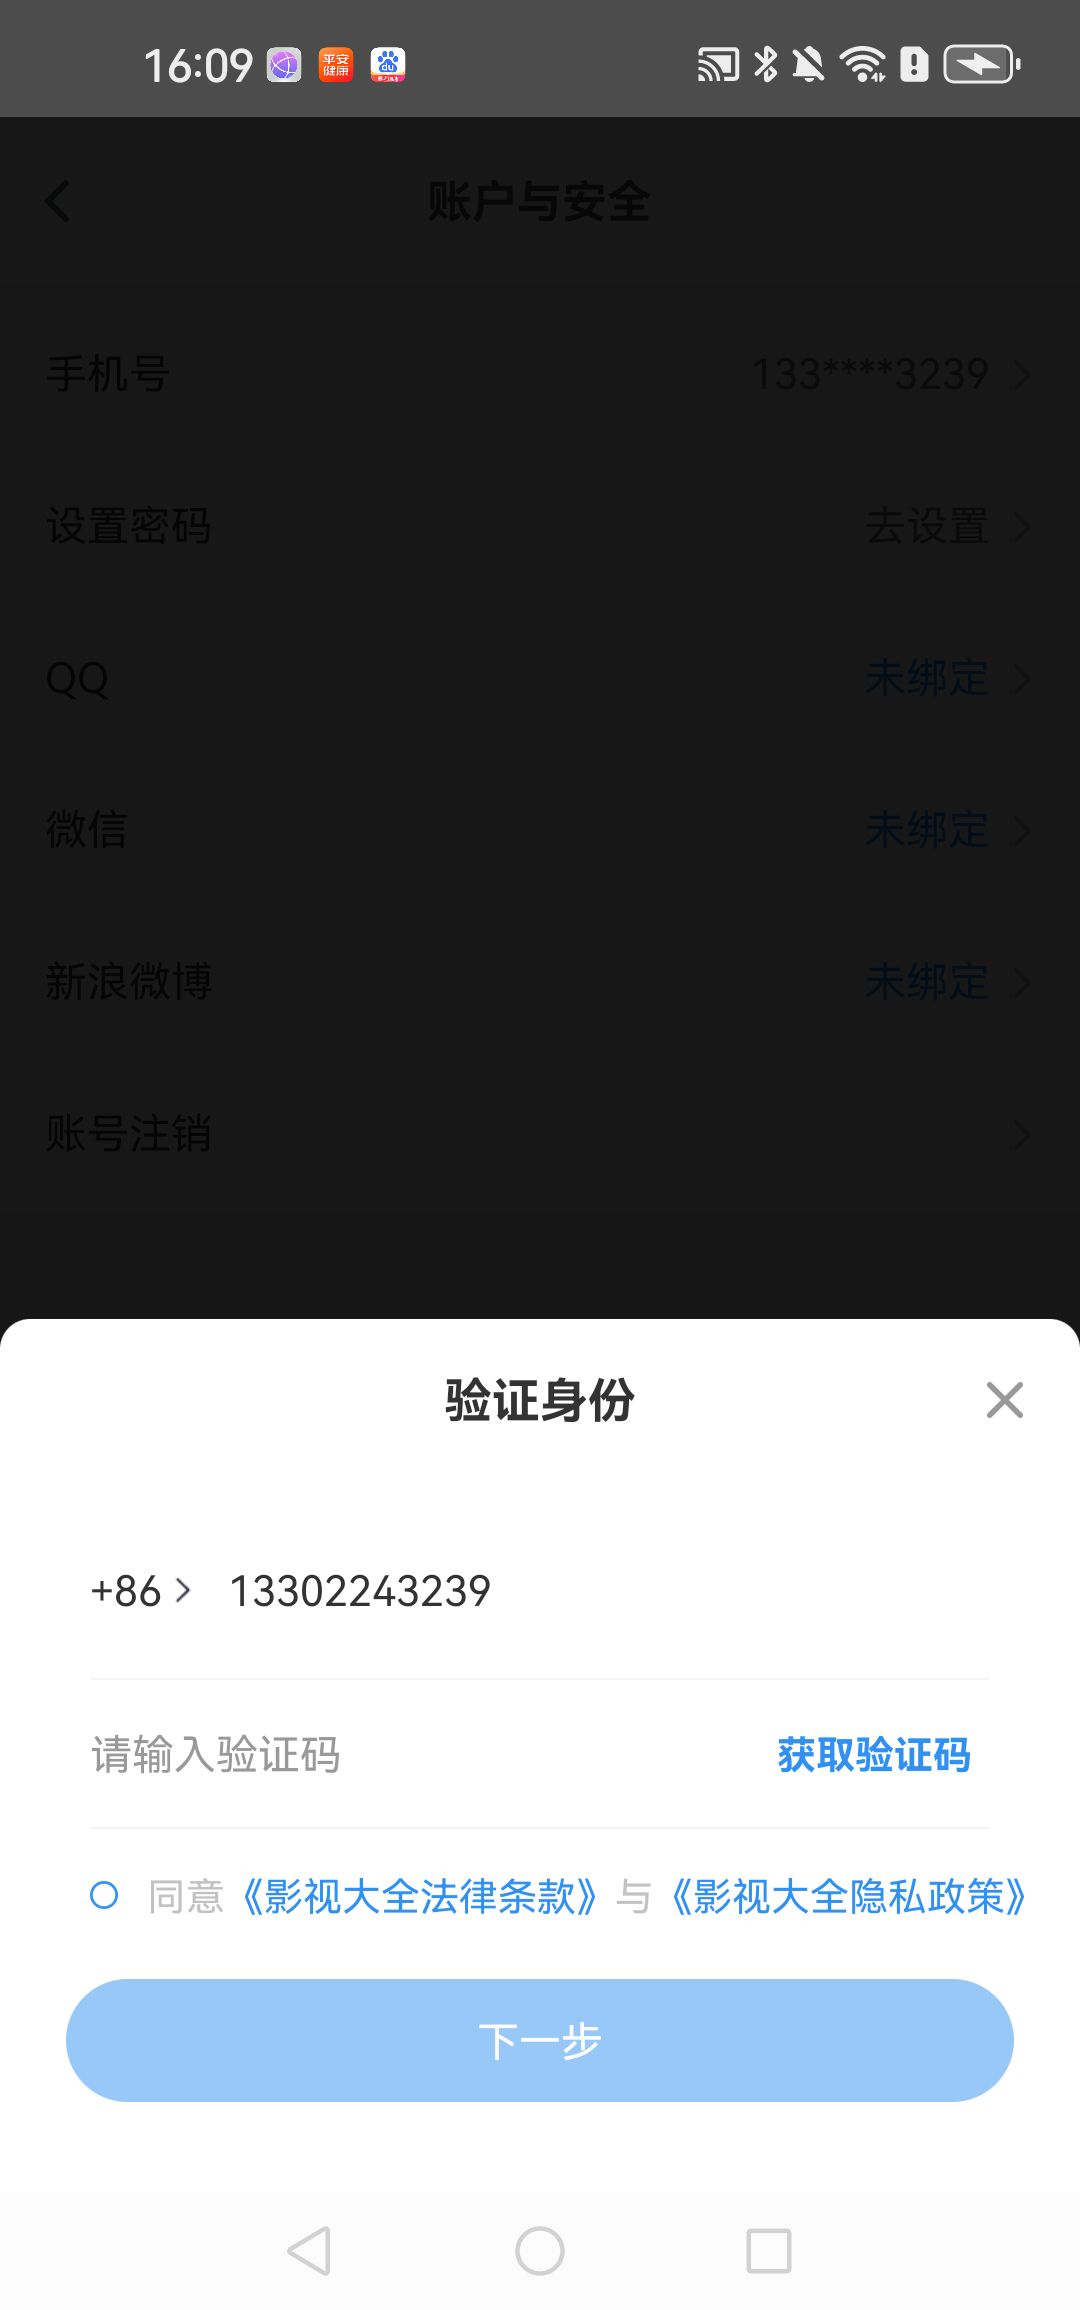 16:09
平安
健康
du
账户与安全
手机号 133****3239
设置密码 去设置
QQ 未绑定
微信 未绑定
新浪微博 未绑定
账号注销
验证身份
+86 13302243239
请输入验证码 获取验证码
同意《影视大全法律条款》与《影视大全隐私政策》
下一步